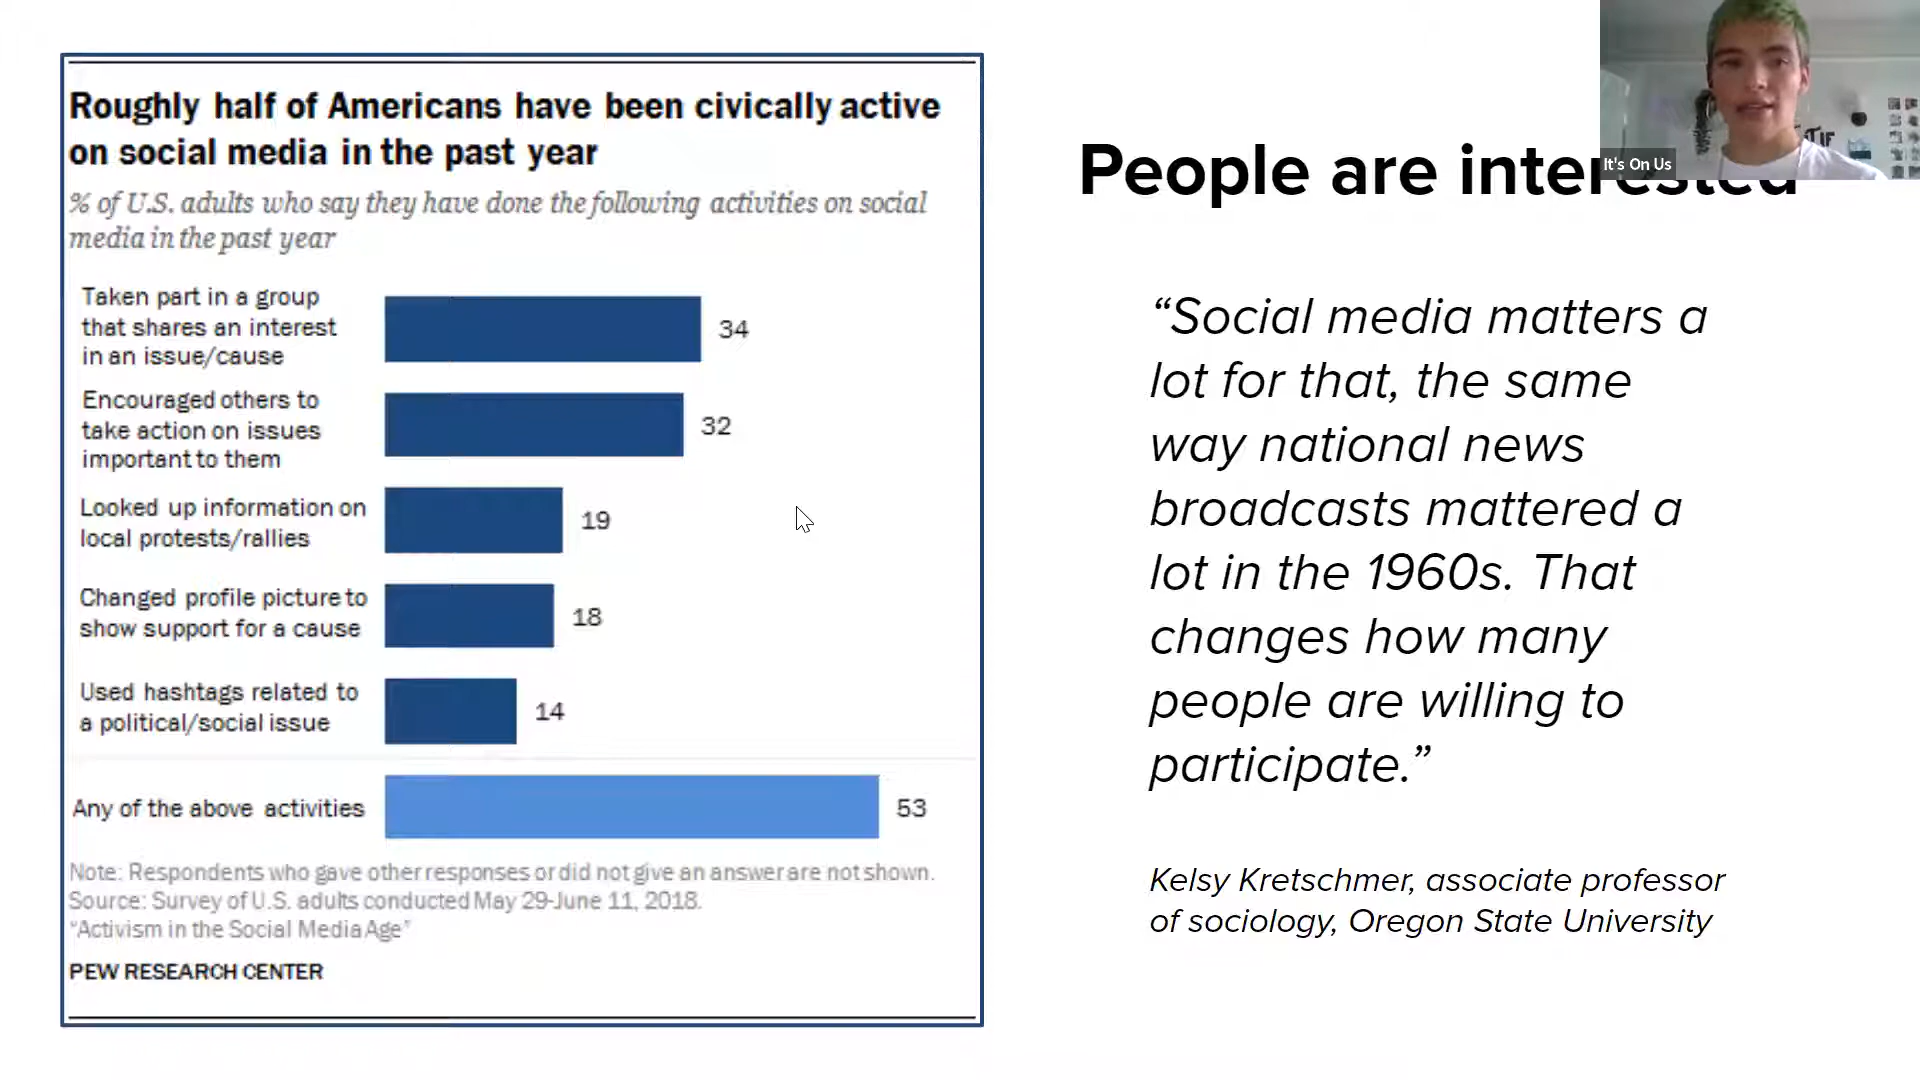 Roughly half of Americans have been civically active
on social media in the past year
% of U.S. adults who say they have done the following activities on social
media in the past year
Taken part in a group
that shares an interest
in an issue/cause
34
Encouraged others to
take action on issues
important to them
32
Looked up information on
local protests/rallies
19
Changed profile picture to
show support for a cause
18
Used hashtags related to
a political/social issue
14
Any of the above activities
53
Note: Respondents who gave other responses or did not give an answer are not shown.
Source: Survey of U.S. adults conducted May 29-June 11, 2018.
"Activism in the Social Media Age"
PEW RESEARCH CENTER
It's On Us
People are interested
“Social media matters a
lot for that, the same
way national news
broadcasts mattered a
lot in the 1960s. That
changes how many
people are willing to
participate.”
Kelsy Kretschmer, associate professor
of sociology, Oregon State University